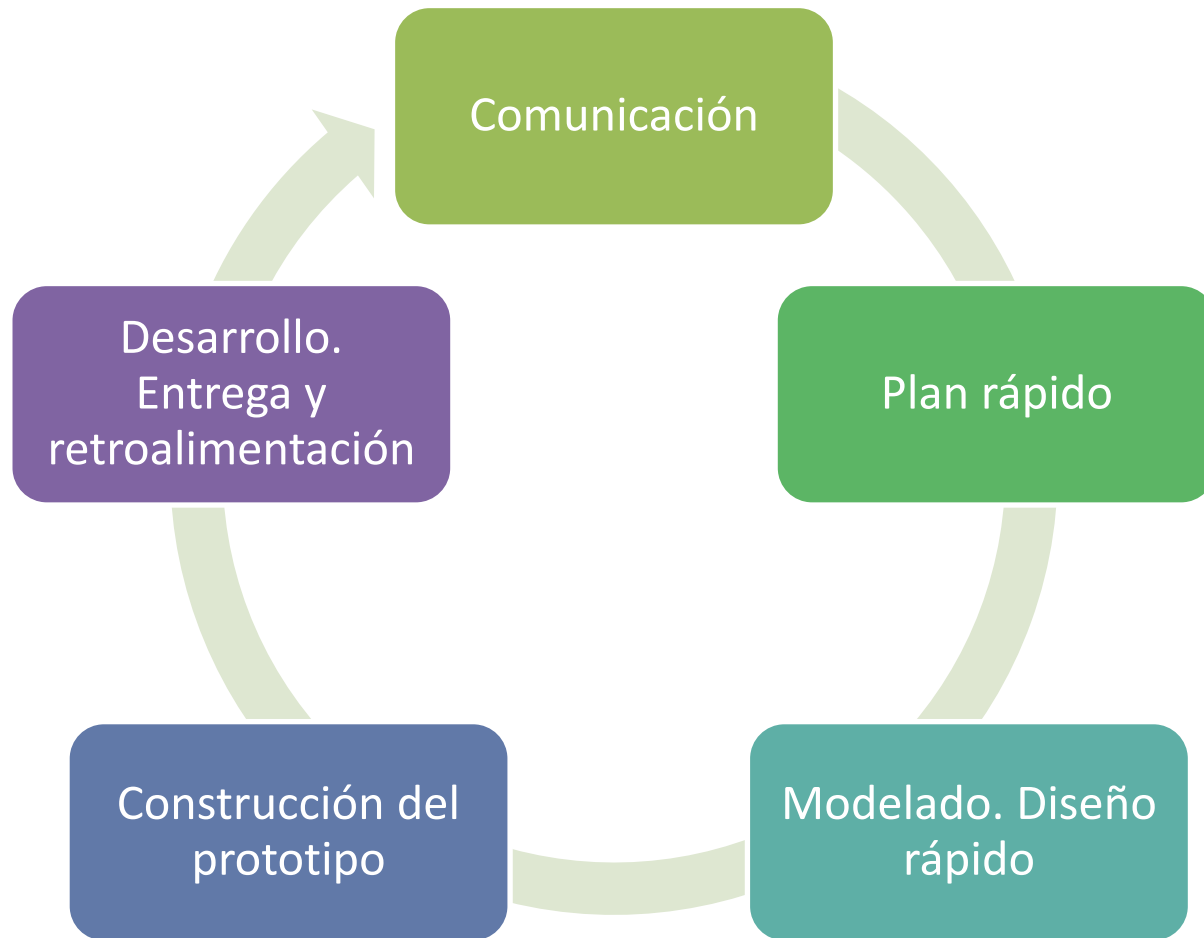 Comunicación
Plan rápido
Modelado. Diseño
rápido
Construcción del
prototipo
Desarrollo.
Entrega y
retroalimentación